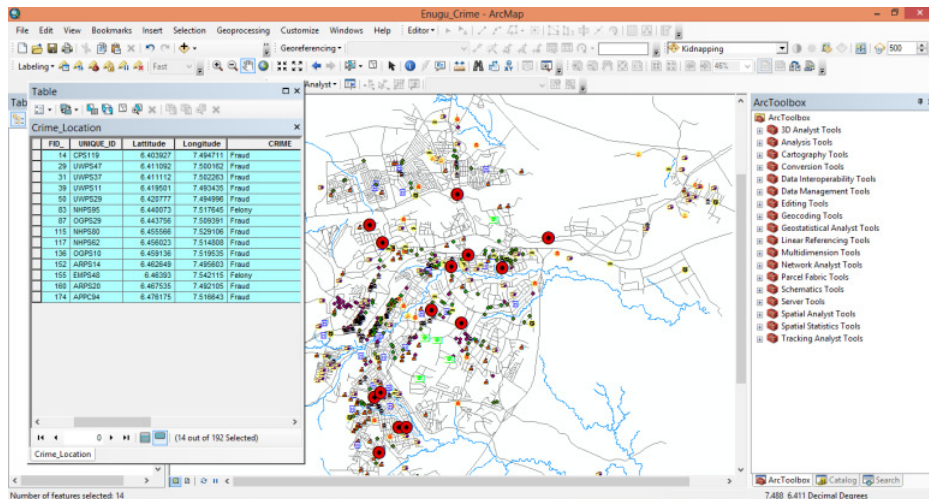 Enugu_Crime - ArcMap
File Edit View Bookmarks Insert Selection Geoprocessing Customize Windows Help Editor
Georeferencing Kidnapping 500
Labeling Fast 46%
Analyst
Table
Crime_Location
FID_ UNIQUE_ID Lattitude Longitude CRIME
14 CPS119 6.403927 7.494711 Fraud
29 UWPS47 6.411092 7.500162 Fraud
31 UWPS37 6.411112 7.502263 Fraud
39 UWPS11 6.419501 7.493435 Fraud
50 UWPS29 6.420777 7.494996 Fraud
83 NHPS95 6.440073 7.517645 Felony
87 OGPS29 6.443756 7.509391 Fraud
115 NHPS80 6.455566 7.529106 Fraud
117 NHPS62 6.456023 7.514808 Fraud
136 OGPS10 6.459136 7.519535 Fraud
152 ARPS14 6.462649 7.495603 Fraud
155 EMPS48 6.46393 7.542115 Felony
160 ARPS20 6.467535 7.492105 Fraud
174 APPC94 6.476175 7.516643 Fraud
0 (14 out of 192 Selected)
Crime_Location
ArcToolbox
ArcToolbox
3D Analyst Tools
Analysis Tools
Cartography Tools
Conversion Tools
Data Interoperability Tools
Data Management Tools
Editing Tools
Geocoding Tools
Geostatistical Analyst Tools
Linear Referencing Tools
Multidimension Tools
Network Analyst Tools
Parcel Fabric Tools
Schematics Tools
Server Tools
Spatial Analyst Tools
Spatial Statistics Tools
Tracking Analyst Tools
ArcToolbox Catalog Search
Number of features selected: 14
7.488 6.411 Decimal Degrees